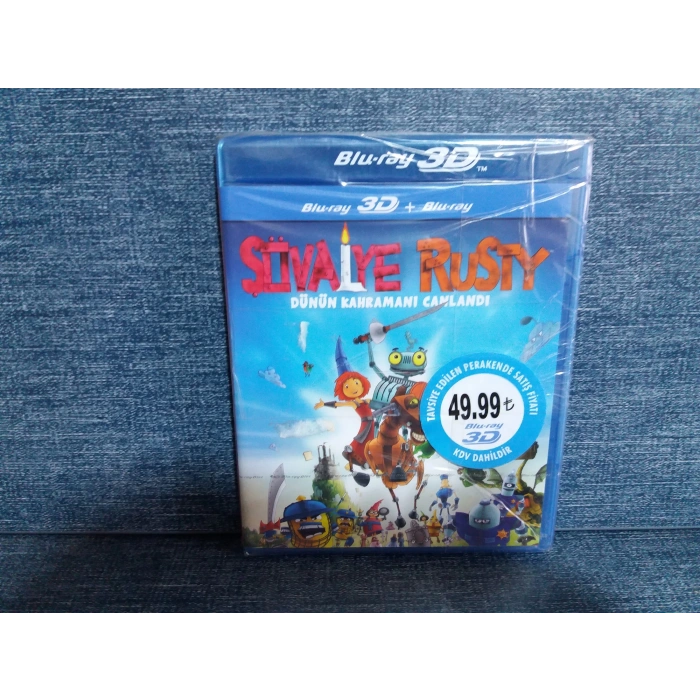 Blu-ray 3D™
Blu-ray 3D + Blu-ray
ŞÖVALYE RUSTY
DÜNÜN KAHRAMANI CANLANDI
TAVSİYE EDİLEN PERAKENDE SATIŞ FİYATI
49.99 ₺
Blu-ray
3D
KDV DAHİLDİR